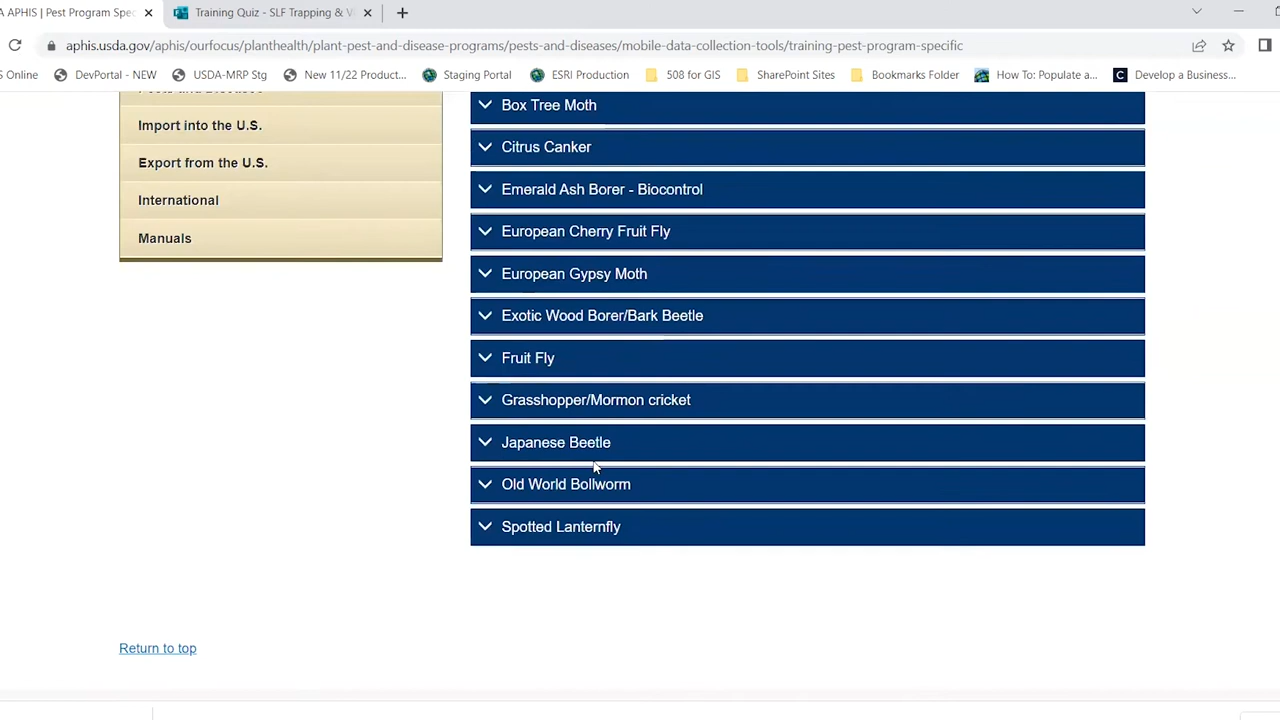 A APHIS | Pest Program Spec
Training Quiz - SLF Trapping & V
aphis.usda.gov/aphis/ourfocus/planthealth/plant-pest-and-disease-programs/pests-and-diseases/mobile-data-collection-tools/training-pest-program-specific
S Online
DevPortal - NEW
USDA-MRP Stg
New 11/22 Product...
Staging Portal
ESRI Production
508 for GIS
SharePoint Sites
Bookmarks Folder
How To: Populate a...
Develop a Business...
Import into the U.S.
Export from the U.S.
International
Manuals
Box Tree Moth
Citrus Canker
Emerald Ash Borer - Biocontrol
European Cherry Fruit Fly
European Gypsy Moth
Exotic Wood Borer/Bark Beetle
Fruit Fly
Grasshopper/Mormon cricket
Japanese Beetle
Old World Bollworm
Spotted Lanternfly
Return to top